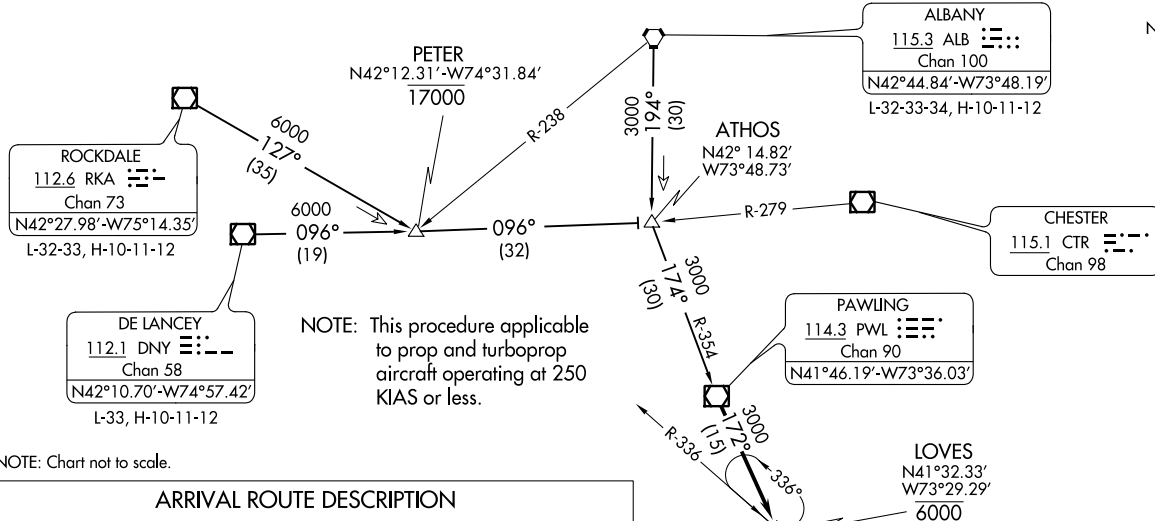 ALBANY
115.3 ALB
Chan 100
N42°44.84'-W73°48.19'
L-32-33-34, H-10-11-12
N
PETER
N42°12.31'-W74°31.84'
17000
R-238
3000
194°
(30)
ATHOS
N42° 14.82'
W73°48.73'
6000
127°
(35)
ROCKDALE
112.6 RKA
Chan 73
N42°27.98'-W75°14.35'
L-32-33, H-10-11-12
6000
096°
(19)
096°
(32)
R-279
CHESTER
115.1 CTR
Chan 98
3000
174°
(30)
R-354
DE LANCEY
112.1 DNY
Chan 58
N42°10.70'-W74°57.42'
L-33, H-10-11-12
NOTE: This procedure applicable
to prop and turboprop
aircraft operating at 250
KIAS or less.
PAWLING
114.3 PWL
Chan 90
N41°46.19'-W73°36.03'
3000
172°
(15)
R-336
336°
LOVES
N41°32.33'
W73°29.29'
6000
NOTE: Chart not to scale.
ARRIVAL ROUTE DESCRIPTION